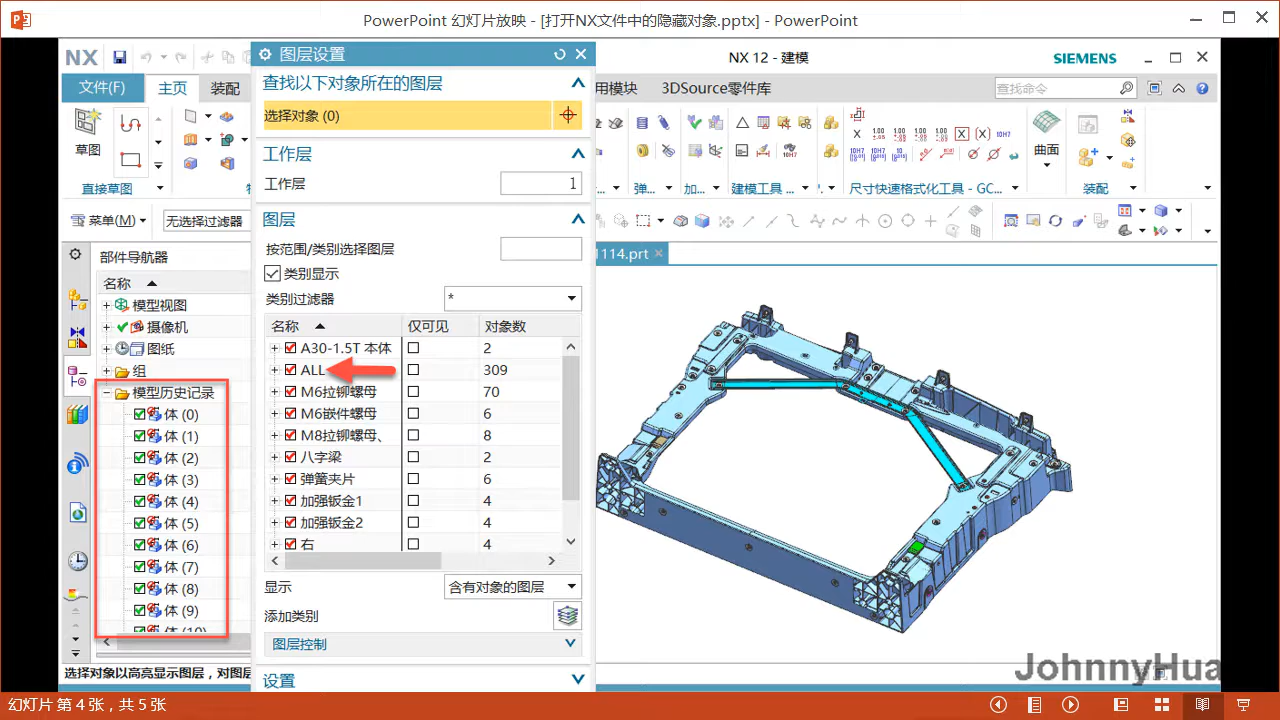 PowerPoint 幻灯片放映 - [打开NX文件中的隐藏对象.pptx] - PowerPoint
NX
图层设置
NX 12 - 建模
SIEMENS
文件(F)
主页
装配
用模块
3DSource零件库
查找命令
草图
直接草图
弹...
加...
建模工具...
尺寸快速格式化工具 - GC...
曲面
装配
菜单(M)
无选择过滤器
1114.prt
部件导航器
名称
模型视图
摄像机
图纸
组
模型历史记录
体 (0)
体 (1)
体 (2)
体 (3)
体 (4)
体 (5)
体 (6)
体 (7)
体 (8)
体 (9)
体 (10)
查找以下对象所在的图层
选择对象 (0)
工作层
工作层
1
图层
按范围/类别选择图层
类别显示
类别过滤器
*
名称
仅可见
对象数
A30-1.5T 本体
2
ALL
309
M6拉铆螺母
70
M6嵌件螺母
6
M8拉铆螺母、
8
八字梁
2
弹簧夹片
6
加强钣金1
4
加强钣金2
4
右
4
显示
含有对象的图层
添加类别
图层控制
设置
选择对象以高亮显示图层，对图层
JohnnyHua
幻灯片 第 4 张，共 5 张